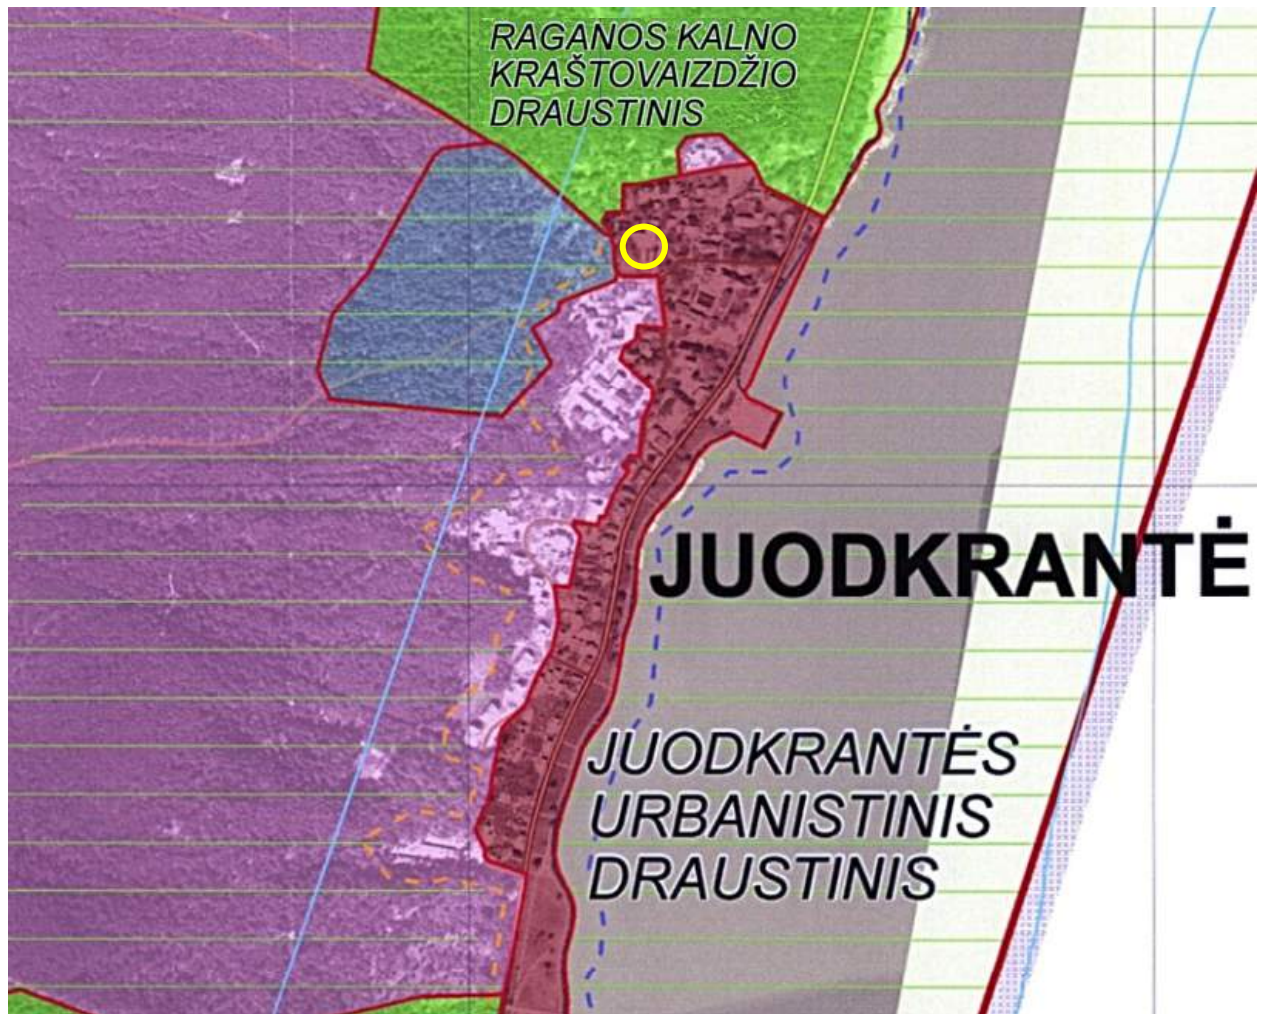 RAGANOS KALNO
KRAŠTOVAIZDŽIO
DRAUSTINIS
JUODKRANTĖ
JUODKRANTĖS
URBANISTINIS
DRAUSTINIS